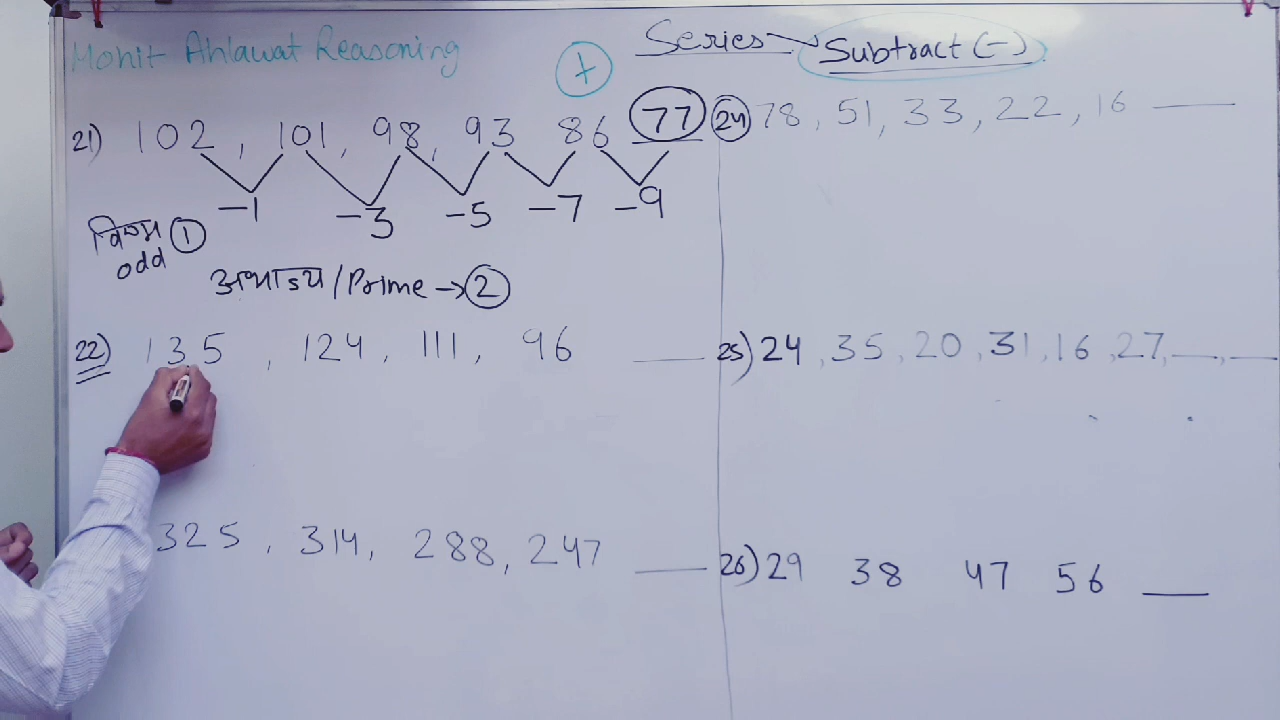 Mohit Ahlawat Reasoning
Series → Subtract (-)
+
21) 102, 101, 98, 93 86 77
-1 -3 -5 -7 -9
विषम ①
odd
अभाज्य / Prime → ②
22) 135, 124, 111, 96 ___
325, 314, 288, 247 ___
24 78, 51, 33, 22, 16 ___
25) 24, 35, 20, 31, 16, 27, __, __
26) 29 38 47 56 ___